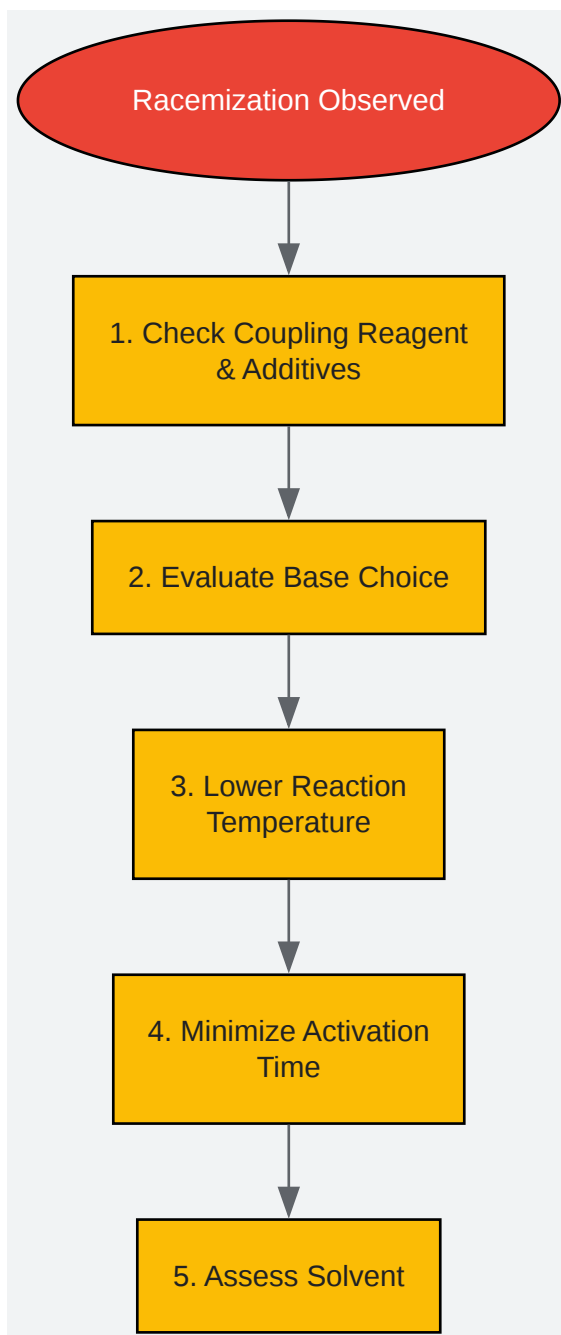 Racemization Observed
1. Check Coupling Reagent
& Additives
2. Evaluate Base Choice
3. Lower Reaction
Temperature
4. Minimize Activation
Time
5. Assess Solvent